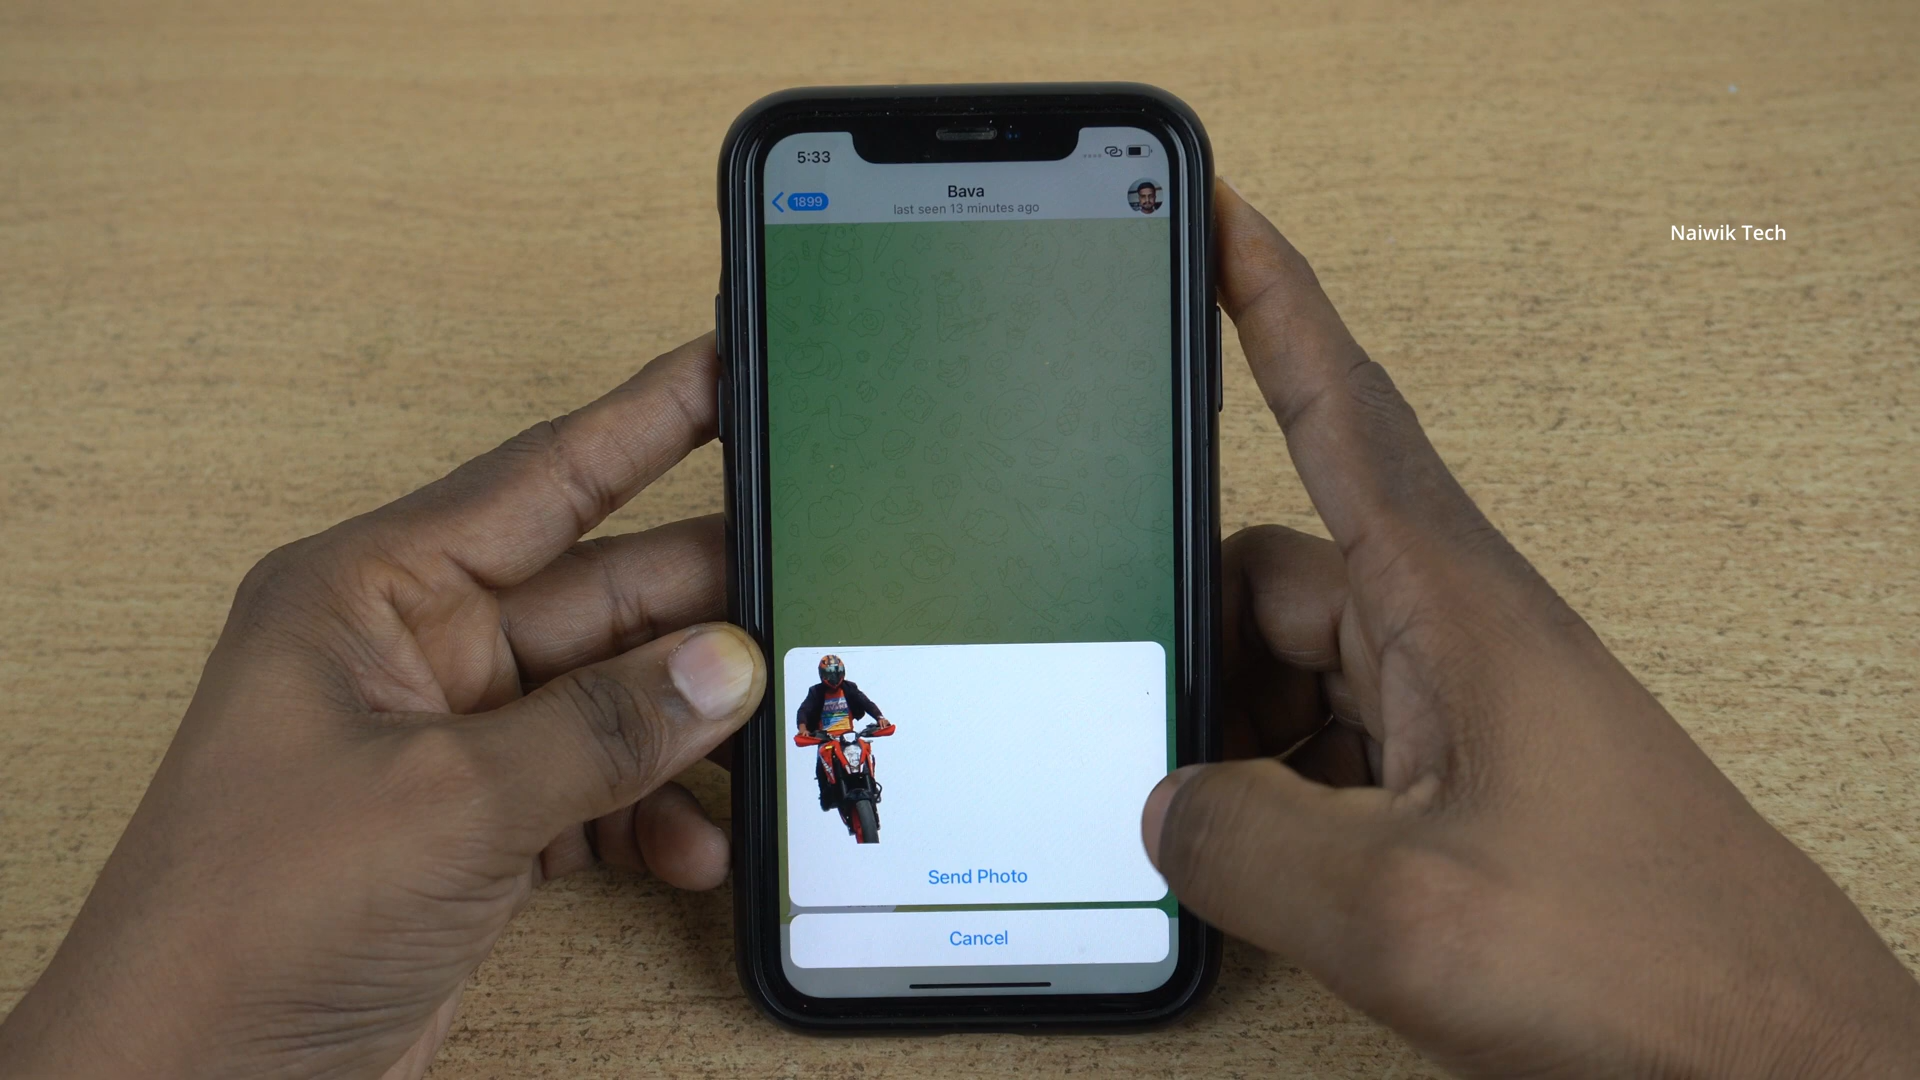 5:33
1899
Bava
last seen 13 minutes ago
Naiwik Tech
Send Photo
Cancel